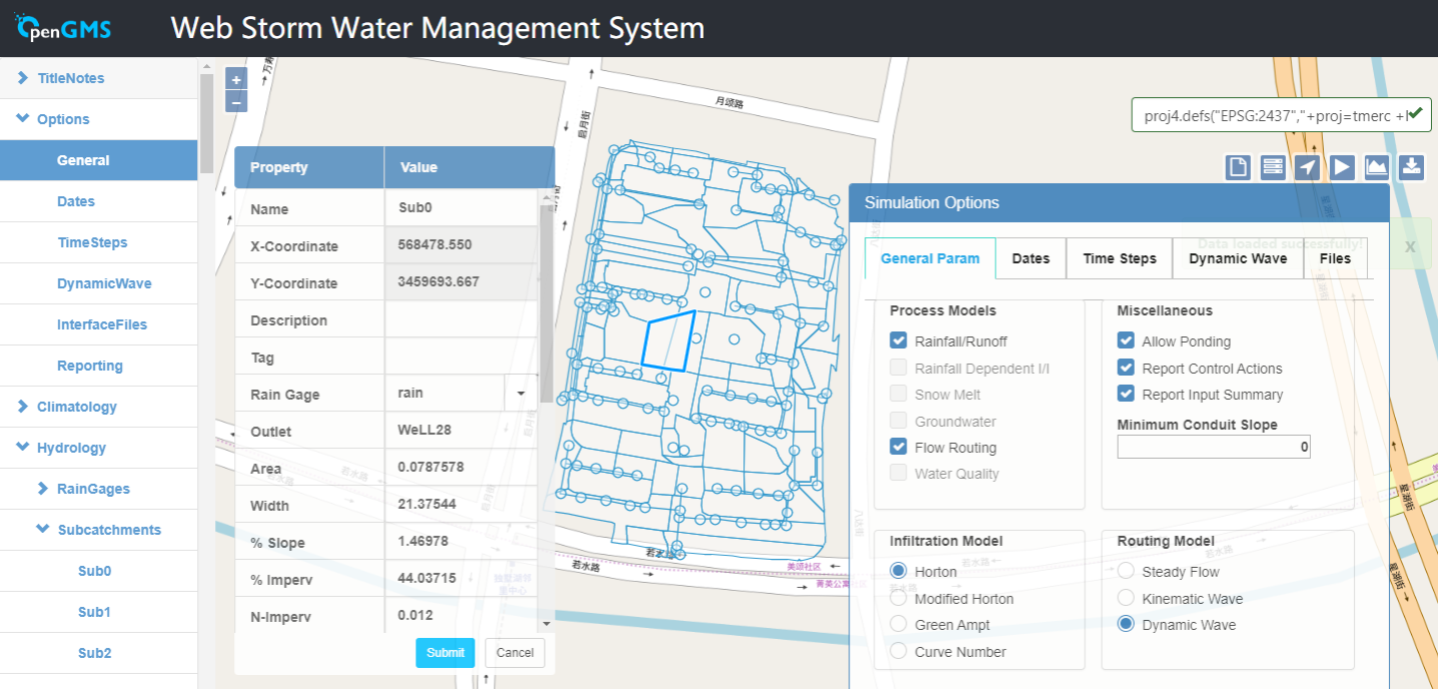 OpenGMS
Web Storm Water Management System
TitleNotes
Options
General
Dates
TimeSteps
DynamicWave
InterfaceFiles
Reporting
Climatology
Hydrology
RainGages
Subcatchments
Sub0
Sub1
Sub2
+
−
月颂路
启月街
proj4.defs("EPSG:2437","+proj=tmerc +l
Property Value
Name Sub0
X-Coordinate 568478.550
Y-Coordinate 3459693.667
Description
Tag
Rain Gage rain
Outlet WeLL28
Area 0.0787578
Width 21.37544
% Slope 1.46978
% Imperv 44.03715
N-Imperv 0.012
Submit Cancel
若水路
若水路
美颂社区
菁英公寓
Simulation Options
Data loaded successfully!
X
General Param Dates Time Steps Dynamic Wave Files
Process Models
Rainfall/Runoff
Rainfall Dependent I/I
Snow Melt
Groundwater
Flow Routing
Water Quality
Miscellaneous
Allow Ponding
Report Control Actions
Report Input Summary
Minimum Conduit Slope
0
Infiltration Model
Horton
Modified Horton
Green Ampt
Curve Number
Routing Model
Steady Flow
Kinematic Wave
Dynamic Wave
星湖街
星湖街